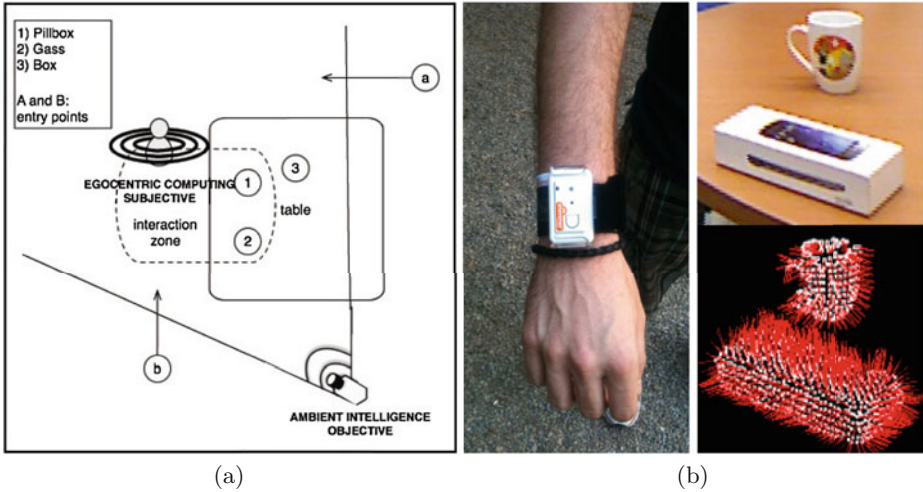 1) Pillbox
2) Gass
3) Box
A and B:
entry points
a
EGOCENTRIC COMPUTING
SUBJECTIVE
1
3
interaction
zone
table
2
b
AMBIENT INTELLIGENCE
OBJECTIVE
(a)
(b)